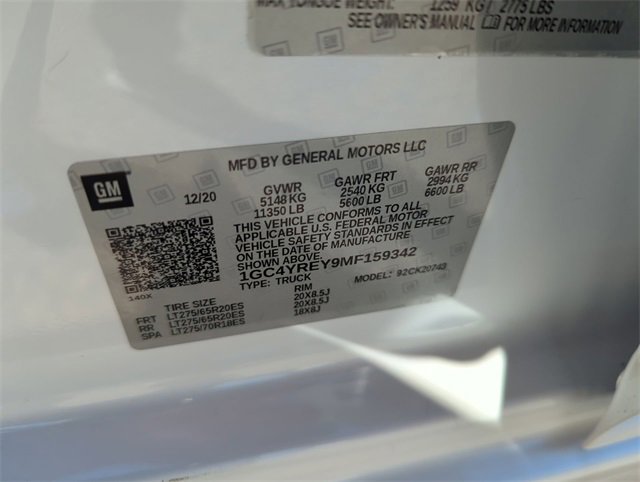 MAX TONGUE WEIGHT: 1259 KG / 2775 LBS
SEE OWNER'S MANUAL FOR MORE INFORMATION
GM
MFD BY GENERAL MOTORS LLC
12/20 GVWR GAWR FRT GAWR RR
5148 KG 2540 KG 2994 KG
11350 LB 5600 LB 6600 LB
THIS VEHICLE CONFORMS TO ALL
APPLICABLE U.S. FEDERAL MOTOR
VEHICLE SAFETY STANDARDS IN EFFECT
ON THE DATE OF MANUFACTURE
SHOWN ABOVE.
1GC4YREY9MF159342
TYPE: TRUCK MODEL: 92CK20743
140X
TIRE SIZE RIM
FRT LT275/65R20ES 20X8.5J
RR LT275/65R20ES 20X8.5J
SPA LT275/70R18ES 18X8J